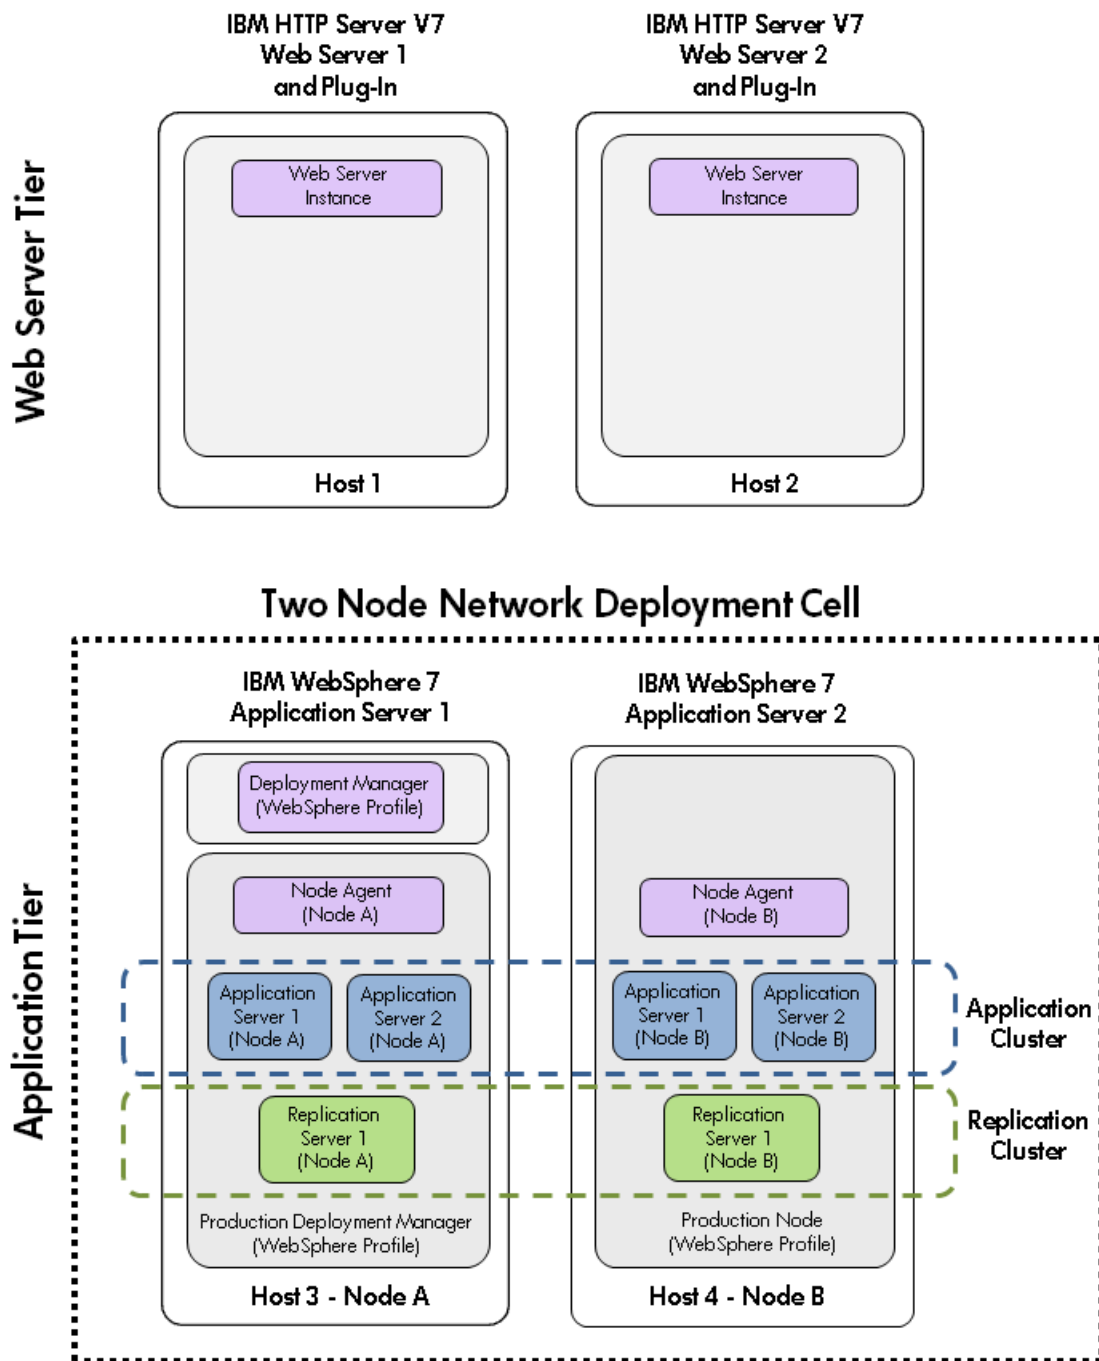 IBM HTTP Server V7
Web Server 1
and Plug-In
IBM HTTP Server V7
Web Server 2
and Plug-In
Web Server Tier
Web Server
Instance
Host 1
Web Server
Instance
Host 2
Two Node Network Deployment Cell
Application Tier
IBM WebSphere 7
Application Server 1
Deployment Manager
(WebSphere Profile)
Node Agent
(Node A)
Application
Server 1
(Node A)
Application
Server 2
(Node A)
Replication
Server 1
(Node A)
Production Deployment Manager
(WebSphere Profile)
Host 3 - Node A
IBM WebSphere 7
Application Server 2
Node Agent
(Node B)
Application
Server 1
(Node B)
Application
Server 2
(Node B)
Replication
Server 1
(Node B)
Production Node
(WebSphere Profile)
Host 4 - Node B
Application
Cluster
Replication
Cluster